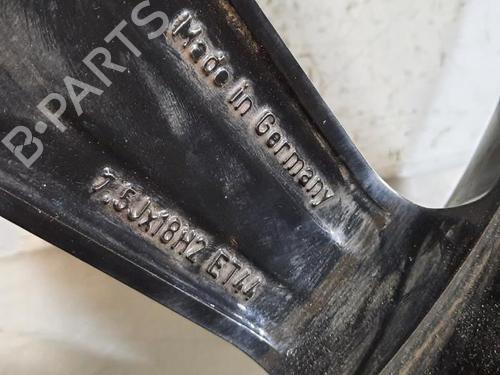 B-PARTS
Made in Germany
7.5Jx18H2 ET44